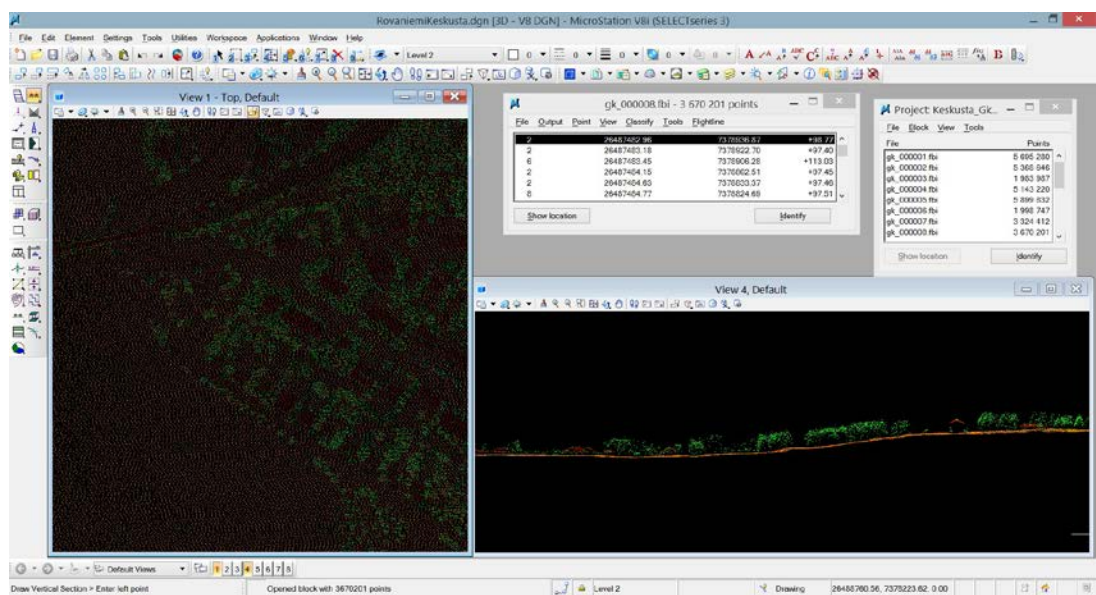 RovaniemiKeskusta.dgn [3D - V8 DGN] - MicroStation V8i (SELECTseries 3)
File Edit Element Settings Tools Utilities Workspace Applications Window Help
Level 2 0 0 0 0
View 1 - Top, Default
gk_000008.fbi - 3 670 201 points
File Output Point View Classify Tools Flightline
2 26487482.96 7378936.87 +98.77
2 26487483.18 7378922.70 +97.40
6 26487483.45 7378906.28 +113.03
2 26487484.15 7378862.51 +97.45
2 26487484.63 7378833.37 +97.46
8 26487484.77 7378824.68 +97.31
Show location Identify
Project: Keskusta_Gk...
File Block View Tools
File Points
gk_000001.fbi 5 695 280
gk_000002.fbi 5 368 646
gk_000003.fbi 1 983 987
gk_000004.fbi 5 143 220
gk_000005.fbi 5 899 832
gk_000006.fbi 1 998 747
gk_000007.fbi 3 324 412
gk_000008.fbi 3 670 201
Show location Identify
View 4, Default
Default Views 1 2 3 4 5 6 7 8
Draw Vertical Section > Enter left point Opened block with 3670201 points Level 2 Drawing 26488760.56, 7378223.62, 0.00